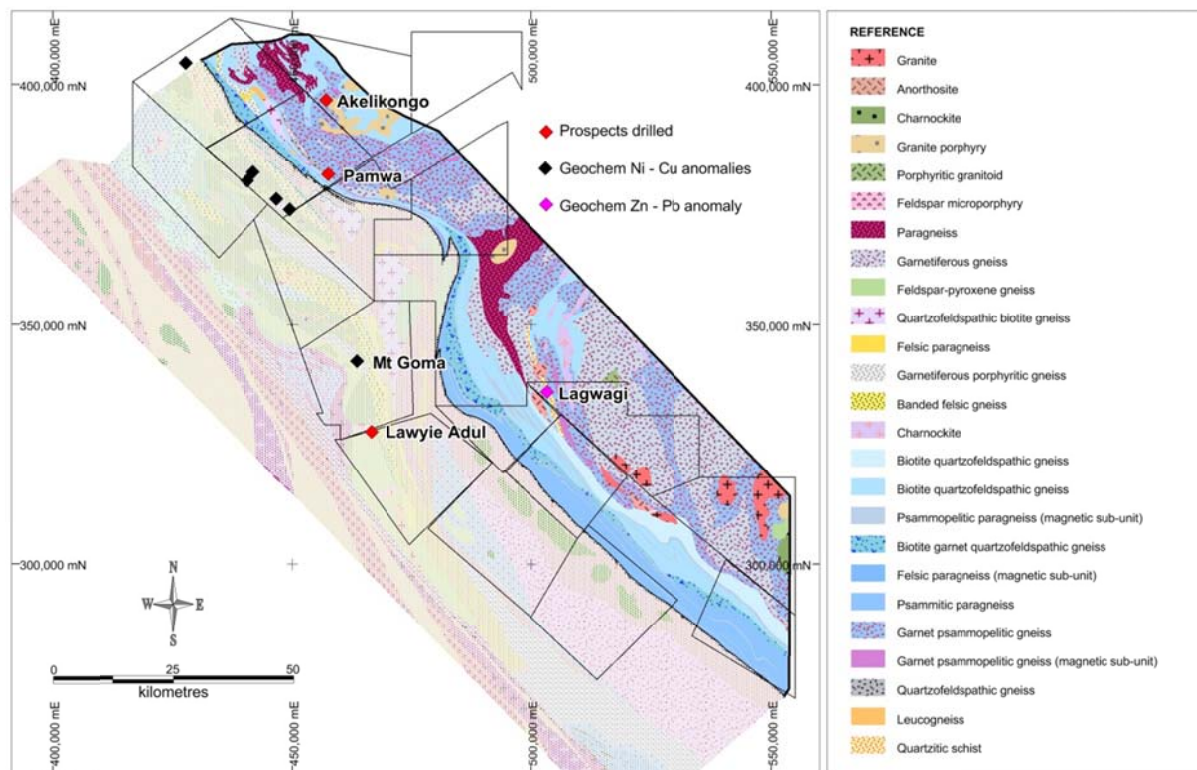 400,000 mE
500,000 mE
550,000 mE
400,000 mN
400,000 mN
Akelikongo
Pamwa
Prospects drilled
Geochem Ni - Cu anomalies
Geochem Zn - Pb anomaly
350,000 mN
350,000 mN
Mt Goma
Lagwagi
Lawyie Adul
300,000 mN
300,000 mN
N
W E
S
0 25 50
kilometres
400,000 mE
450,000 mE
500,000 mE
550,000 mE
REFERENCE
Granite
Anorthosite
Charnockite
Granite porphyry
Porphyritic granitoid
Feldspar microporphyry
Paragneiss
Garnetiferous gneiss
Feldspar-pyroxene gneiss
Quartzofeldspathic biotite gneiss
Felsic paragneiss
Garnetiferous porphyritic gneiss
Banded felsic gneiss
Charnockite
Biotite quartzofeldspathic gneiss
Biotite quartzofeldspathic gneiss
Psammopelitic paragneiss (magnetic sub-unit)
Biotite garnet quartzofeldspathic gneiss
Felsic paragneiss (magnetic sub-unit)
Psammitic paragneiss
Garnet psammopelitic gneiss
Garnet psammopelitic gneiss (magnetic sub-unit)
Quartzofeldspathic gneiss
Leucogneiss
Quartzitic schist